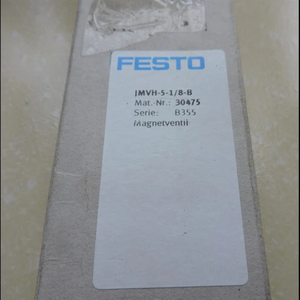 FESTO
JMVH-5-1/8-B
Mat. Nr.: 30475
Serie: B355
Magnetventil